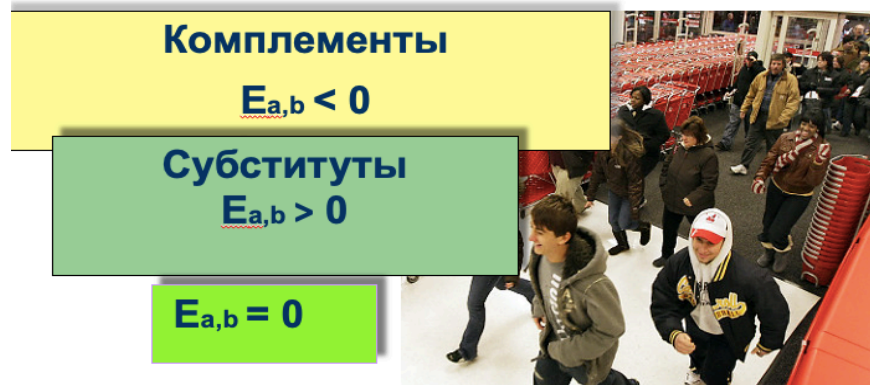 Комплементы
Ea,b < 0
Субституты
Ea,b > 0
Ea,b = 0